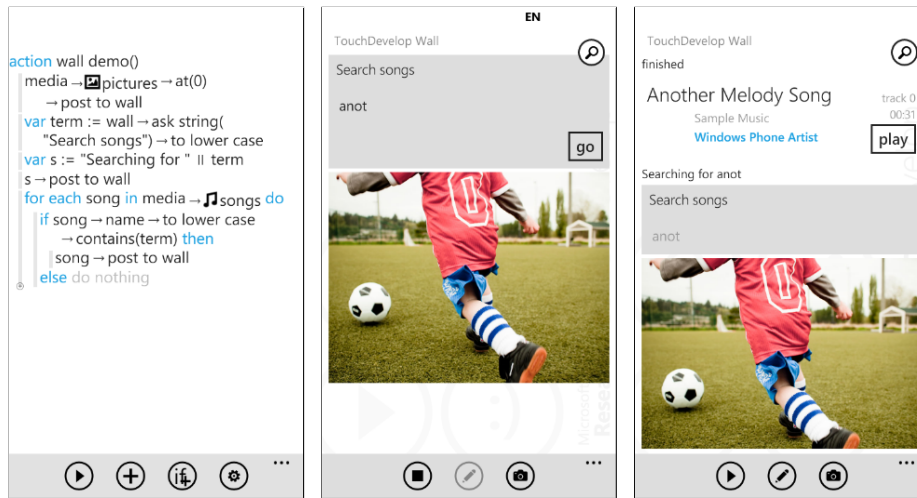 action wall demo()
media → pictures → at(0)
→ post to wall
var term := wall → ask string(
"Search songs") → to lower case
var s := "Searching for " || term
s → post to wall
for each song in media → songs do
if song → name → to lower case
→ contains(term) then
song → post to wall
else do nothing
if
EN
TouchDevelop Wall
Search songs
anot
go
Microsoft
Rese
TouchDevelop Wall
finished
Another Melody Song
track 0
Sample Music
00:31
Windows Phone Artist
play
Searching for anot
Search songs
anot